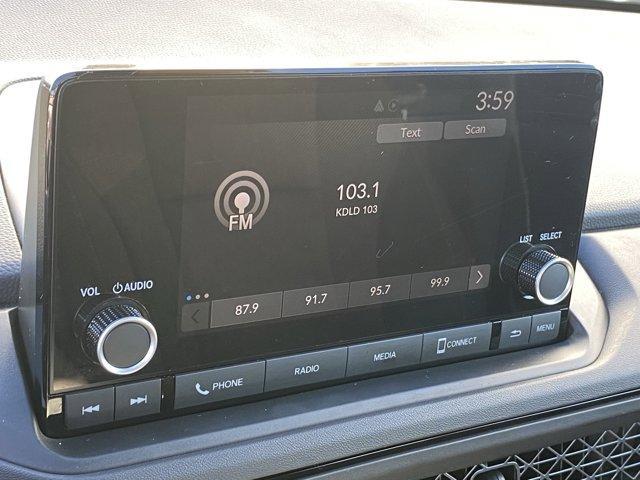 3:59
Text Scan
103.1
KDLD 103
FM
LIST SELECT
VOL AUDIO
87.9 91.7 95.7 99.9
PHONE RADIO MEDIA CONNECT MENU